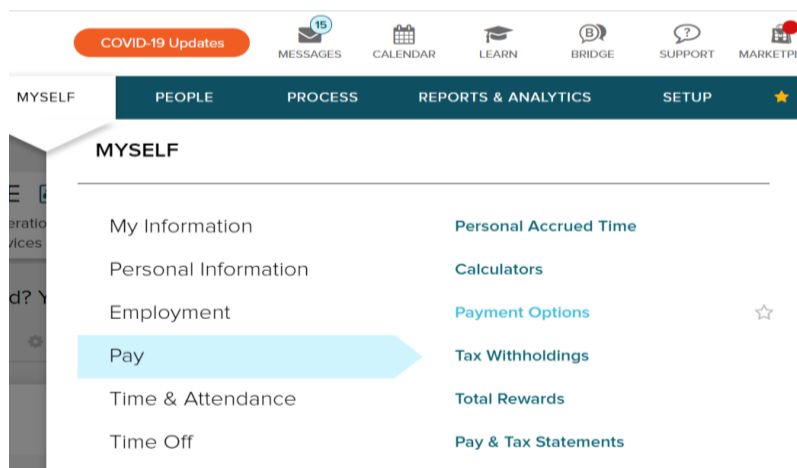 COVID-19 Updates
15
MESSAGES
CALENDAR
LEARN
B
BRIDGE
?
SUPPORT
MYSELF
PEOPLE
PROCESS
REPORTS & ANALYTICS
SETUP
MYSELF
My Information
Personal Accrued Time
Personal Information
Calculators
Employment
Payment Options
Pay
Tax Withholdings
Time & Attendance
Total Rewards
Time Off
Pay & Tax Statements